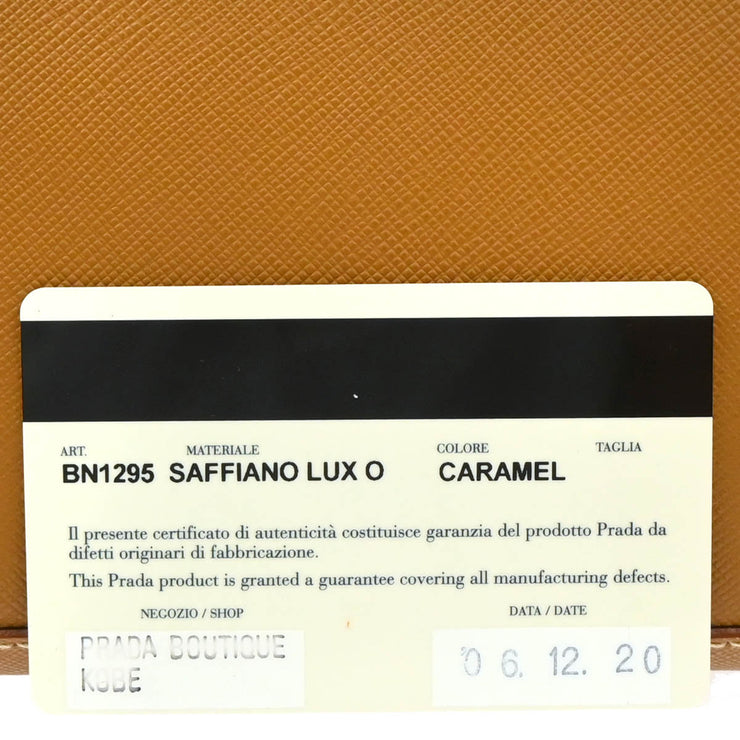 ART. MATERIALE COLORE TAGLIA
BN1295 SAFFIANO LUX O CARAMEL
Il presente certificato di autenticità costituisce garanzia del prodotto Prada da
difetti originari di fabbricazione.
This Prada product is granted a guarantee covering all manufacturing defects.
NEGOZIO / SHOP DATA / DATE
PRADA BOUTIQUE '06. 12. 20
KOBE